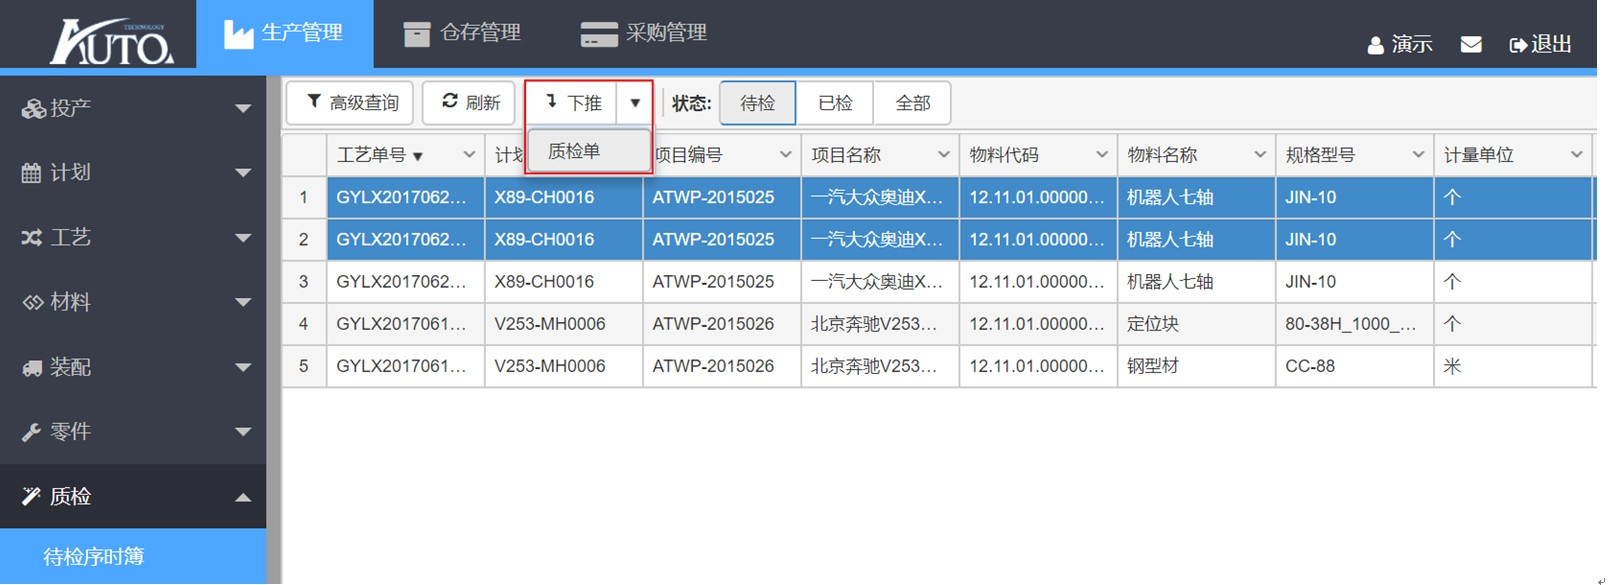 AUTO TECHNOLOGY 生产管理 仓存管理 采购管理 演示 退出
投产
计划
工艺
材料
装配
零件
质检
待检序时簿
高级查询 刷新 下推 状态: 待检 已检 全部
质检单
工艺单号 计划 项目编号 项目名称 物料代码 物料名称 规格型号 计量单位
1 GYLX2017062... X89-CH0016 ATWP-2015025 一汽大众奥迪X... 12.11.01.00000... 机器人七轴 JIN-10 个
2 GYLX2017062... X89-CH0016 ATWP-2015025 一汽大众奥迪X... 12.11.01.00000... 机器人七轴 JIN-10 个
3 GYLX2017062... X89-CH0016 ATWP-2015025 一汽大众奥迪X... 12.11.01.00000... 机器人七轴 JIN-10 个
4 GYLX2017061... V253-MH0006 ATWP-2015026 北京奔驰V253... 12.11.01.00000... 定位块 80-38H_1000_... 个
5 GYLX2017061... V253-MH0006 ATWP-2015026 北京奔驰V253... 12.11.01.00000... 钢型材 CC-88 米